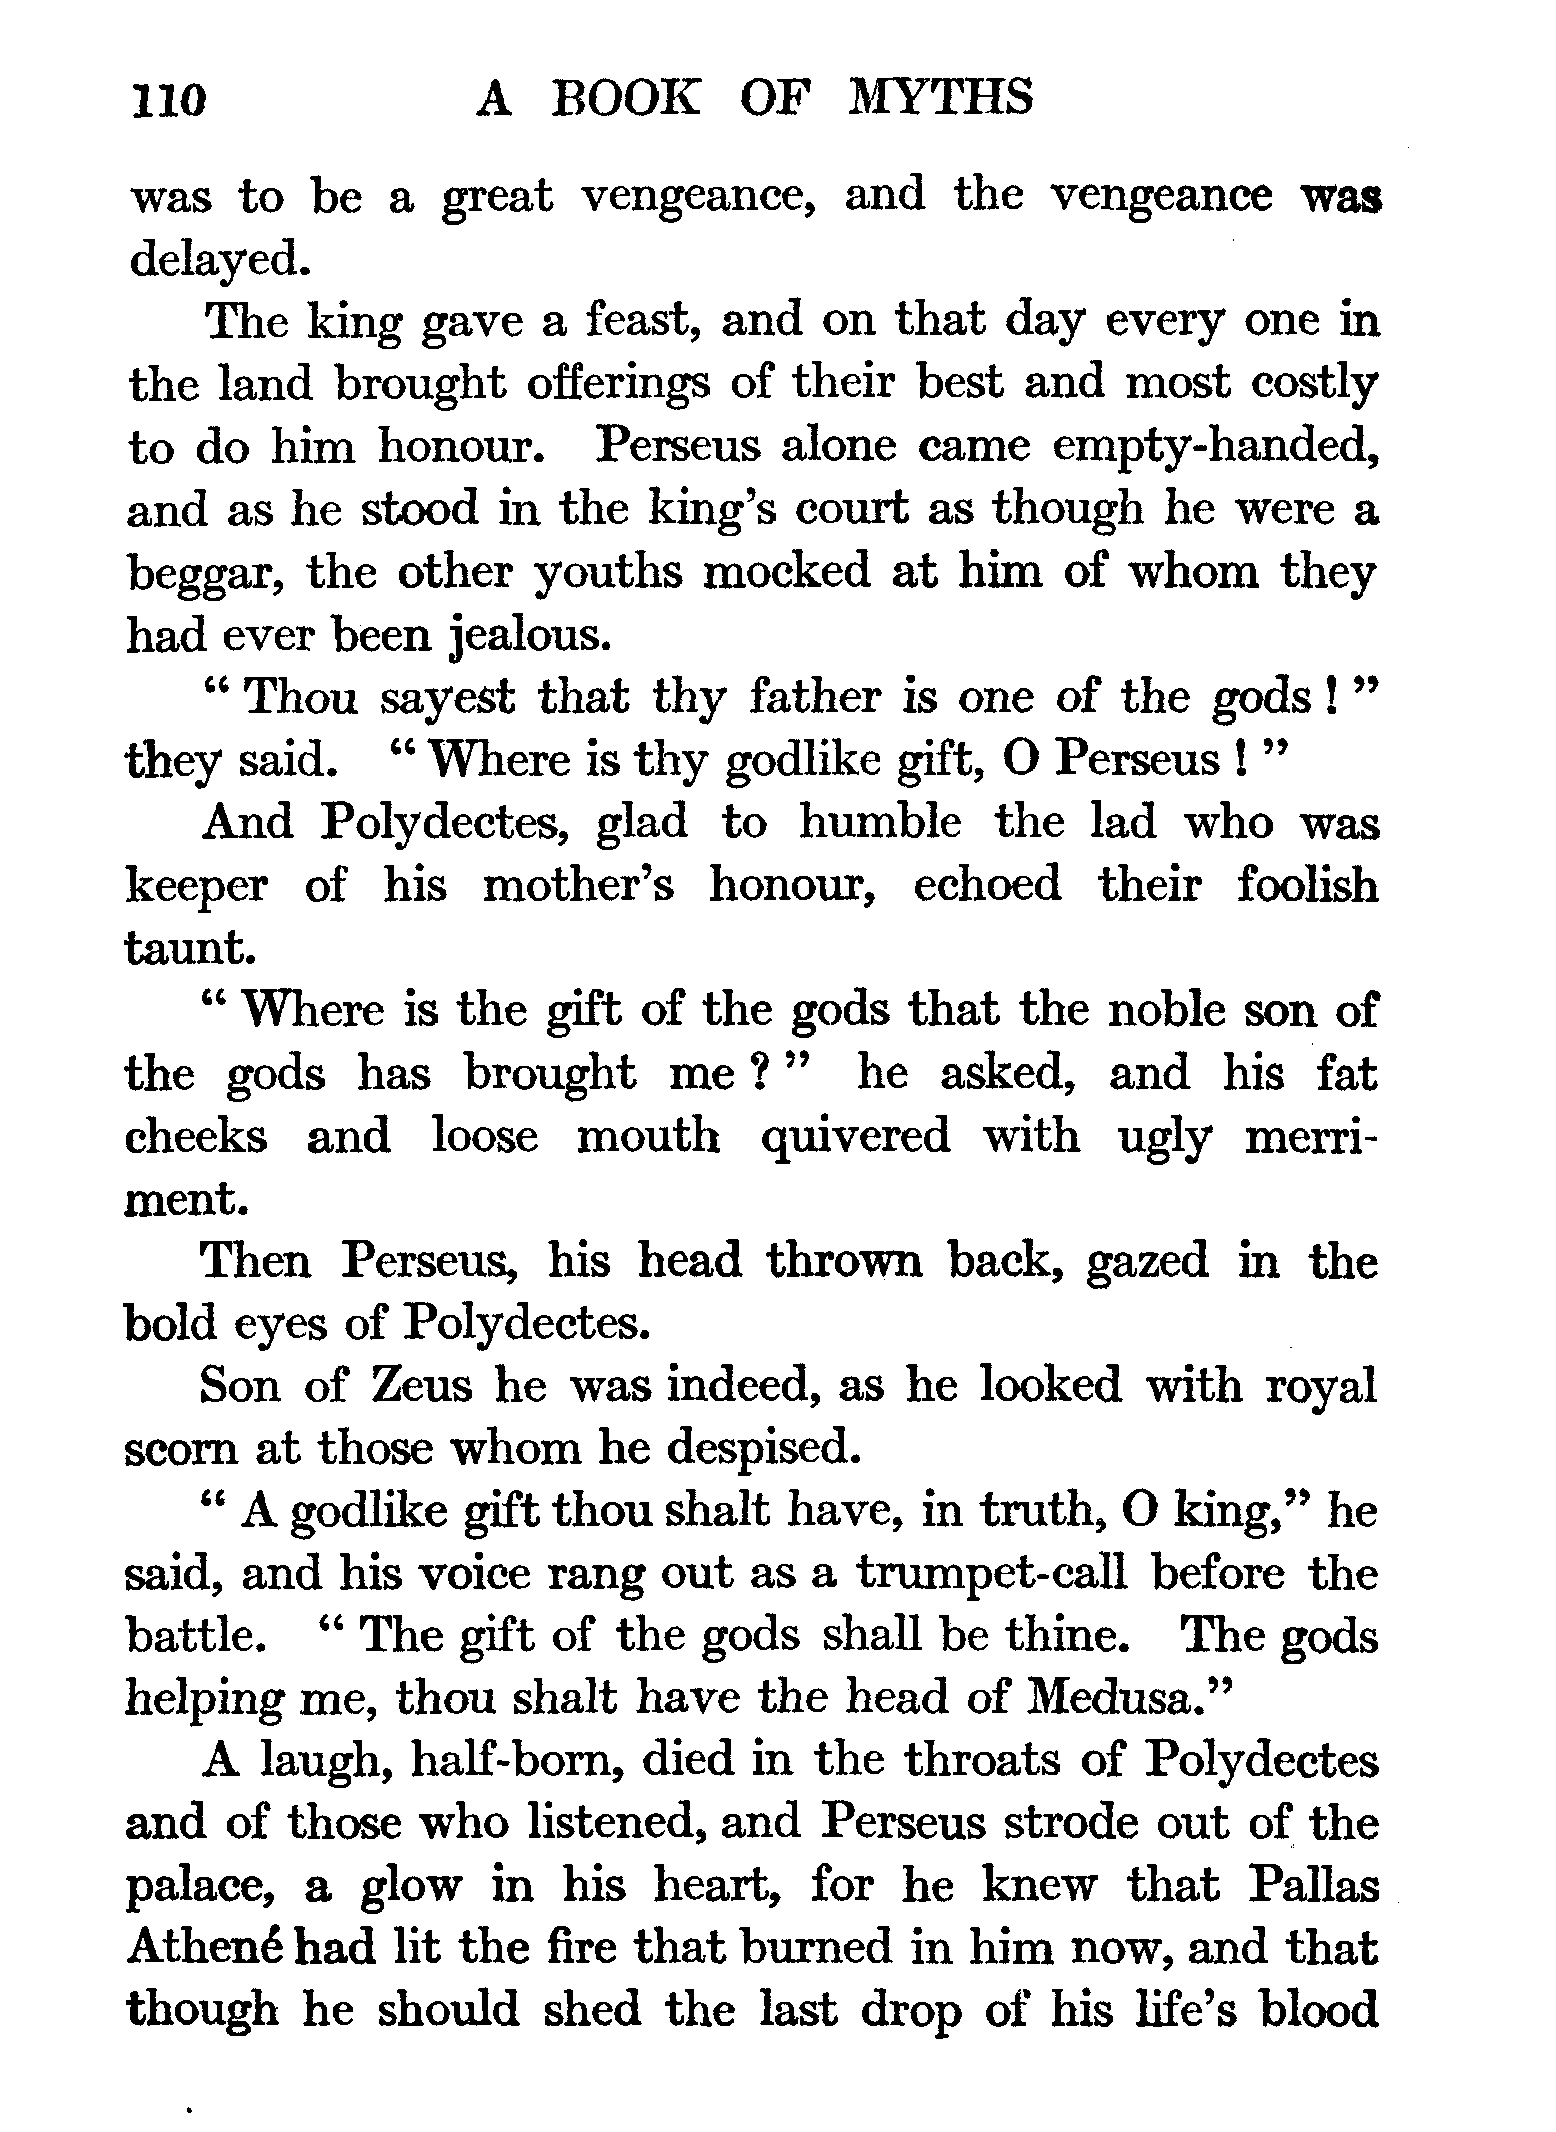 110 A BOOK OF MYTHS
was to be a great vengeance, and the vengeance was
delayed.
The king gave a feast, and on that day every one in
the land brought offerings of their best and most costly
to do him honour. Perseus alone came empty-handed,
and as he stood in the king's court as though he were a
beggar, the other youths mocked at him of whom they
had ever been jealous.
“ Thou sayest that thy father is one of the gods ! ”
they said. “ Where is thy godlike gift, O Perseus ! ”
And Polydectes, glad to humble the lad who was
keeper of his mother's honour, echoed their foolish
taunt.
“ Where is the gift of the gods that the noble son of
the gods has brought me ? ” he asked, and his fat
cheeks and loose mouth quivered with ugly merri-
ment.
Then Perseus, his head thrown back, gazed in the
bold eyes of Polydectes.
Son of Zeus he was indeed, as he looked with royal
scorn at those whom he despised.
“ A godlike gift thou shalt have, in truth, O king,” he
said, and his voice rang out as a trumpet-call before the
battle. “ The gift of the gods shall be thine. The gods
helping me, thou shalt have the head of Medusa.”
A laugh, half-born, died in the throats of Polydectes
and of those who listened, and Perseus strode out of the
palace, a glow in his heart, for he knew that Pallas
Athené had lit the fire that burned in him now, and that
though he should shed the last drop of his life's blood